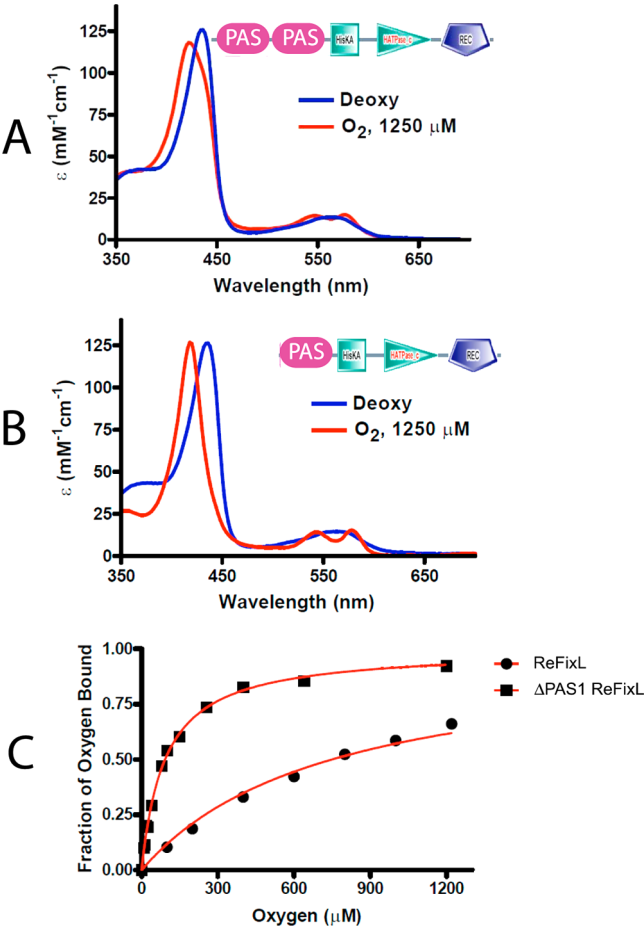 A
125
100
75
50
25
0
ε (mM⁻¹cm⁻¹)
PAS PAS HisKA HATPase_c REC
Deoxy
O₂, 1250 μM
350 450 550 650
Wavelength (nm)
B
125
100
75
50
25
0
ε (mM⁻¹cm⁻¹)
PAS HisKA HATPase_c REC
Deoxy
O₂, 1250 μM
350 450 550 650
Wavelength (nm)
C
1.00
0.75
0.50
0.25
0.00
Fraction of Oxygen Bound
ReFixL
ΔPAS1 ReFixL
0 300 600 900 1200
Oxygen (μM)